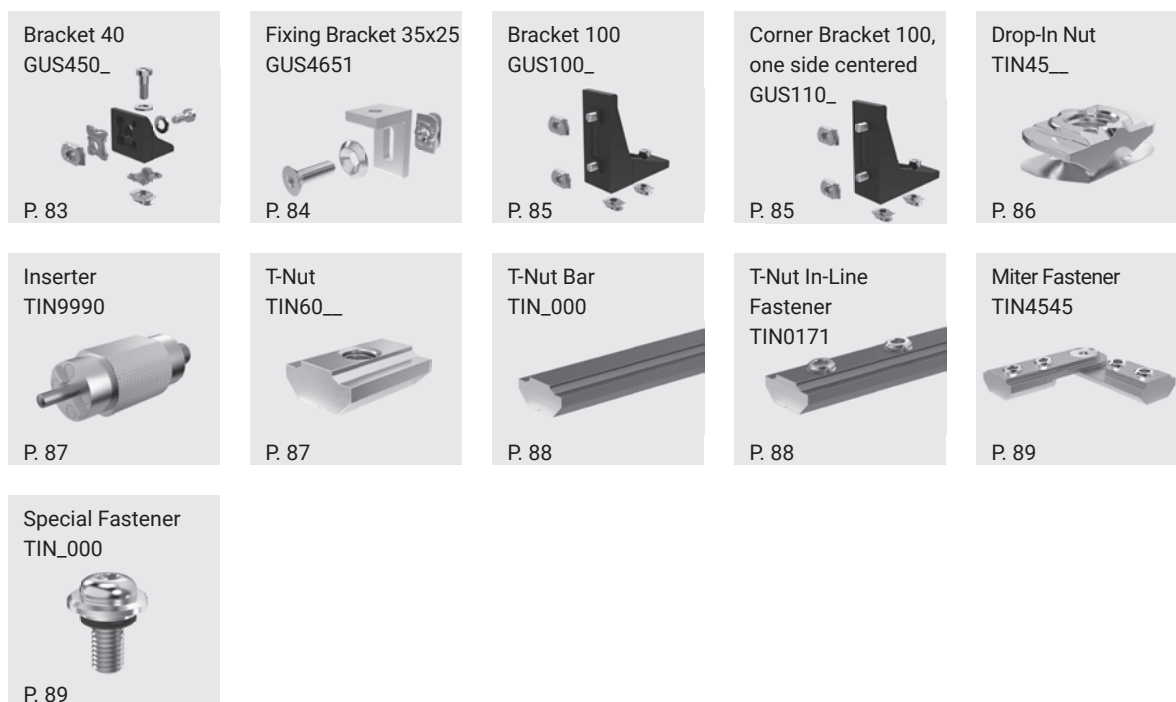 Bracket 40
GUS450_
P. 83
Fixing Bracket 35x25
GUS4651
P. 84
Bracket 100
GUS100_
P. 85
Corner Bracket 100,
one side centered
GUS110_
P. 85
Drop-In Nut
TIN45__
P. 86
Inserter
TIN9990
P. 87
T-Nut
TIN60__
P. 87
T-Nut Bar
TIN_000
P. 88
T-Nut In-Line
Fastener
TIN0171
P. 88
Miter Fastener
TIN4545
P. 89
Special Fastener
TIN_000
P. 89